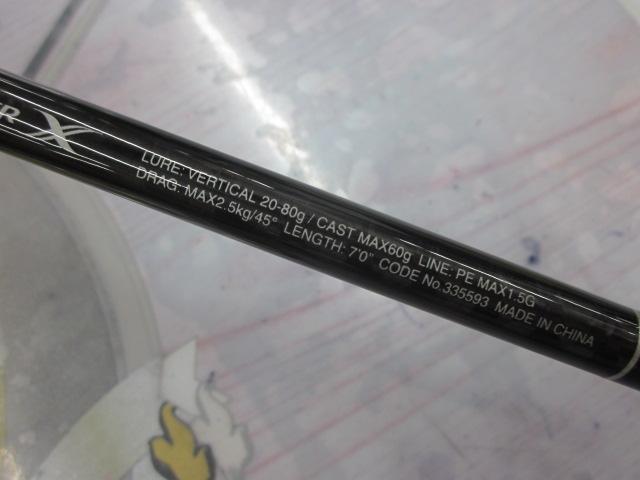 R X
LURE: VERTICAL 20-80g / CAST MAX60g LINE: PE MAX1.5G
DRAG: MAX2.5kg/45° LENGTH: 7'0" CODE No.335593 MADE IN CHINA